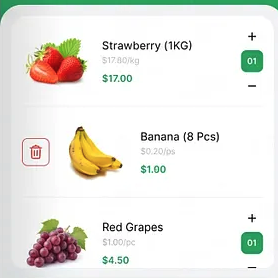 Strawberry (1KG)
$17.80/kg
$17.00
+
01
−
Banana (8 Pcs)
$0.20/ps
$1.00
Red Grapes
$1.00/pc
$4.50
+
01
−